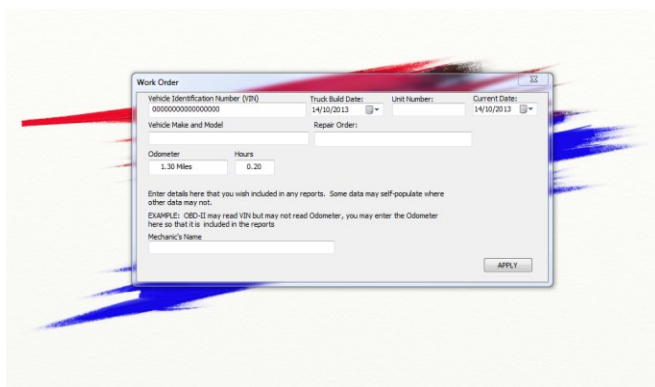 Work Order
Vehicle Identification Number (VIN) Truck Build Date: Unit Number: Current Date:
00000000000000000 14/10/2013 14/10/2013
Vehicle Make and Model Repair Order:
Odometer Hours
1.30 Miles 0.20
Enter details here that you wish included in any reports. Some data may self-populate where
other data may not.
EXAMPLE: OBD-II may read VIN but may not read Odometer, you may enter the Odometer
here so that it is included in the reports
Mechanic's Name
APPLY